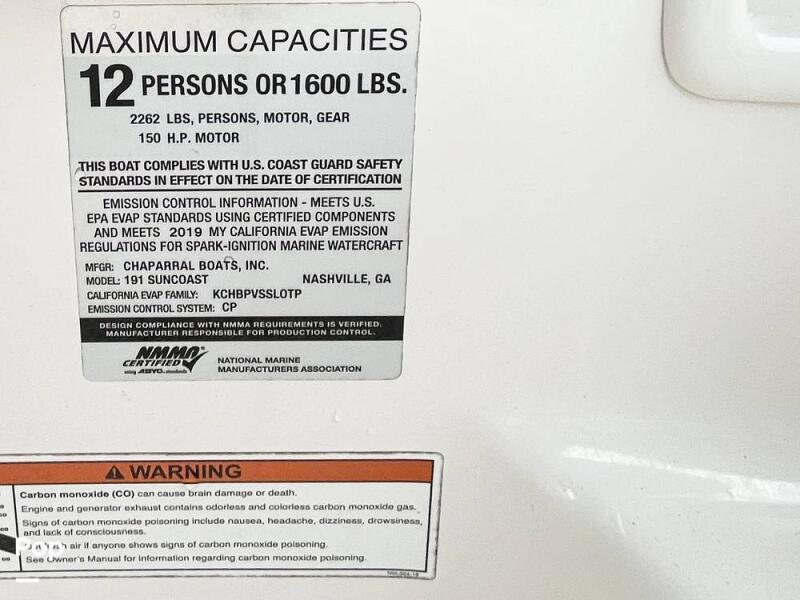 MAXIMUM CAPACITIES
12 PERSONS OR 1600 LBS.
2262 LBS, PERSONS, MOTOR, GEAR
150 H.P. MOTOR
THIS BOAT COMPLIES WITH U.S. COAST GUARD SAFETY
STANDARDS IN EFFECT ON THE DATE OF CERTIFICATION
EMISSION CONTROL INFORMATION - MEETS U.S.
EPA EVAP STANDARDS USING CERTIFIED COMPONENTS
AND MEETS 2019 MY CALIFORNIA EVAP EMISSION
REGULATIONS FOR SPARK-IGNITION MARINE WATERCRAFT
MFGR: CHAPARRAL BOATS, INC.
MODEL: 191 SUNCOAST NASHVILLE, GA
CALIFORNIA EVAP FAMILY: KCHBPVSSLOTP
EMISSION CONTROL SYSTEM: CP
DESIGN COMPLIANCE WITH NMMA REQUIREMENTS IS VERIFIED.
MANUFACTURER RESPONSIBLE FOR PRODUCTION CONTROL.
NMMA
CERTIFIED
using ABYC standards
NATIONAL MARINE
MANUFACTURERS ASSOCIATION
WARNING
Carbon monoxide (CO) can cause brain damage or death.
Engine and generator exhaust contains odorless and colorless carbon monoxide gas.
Signs of carbon monoxide poisoning include nausea, headache, dizziness, drowsiness,
and lack of consciousness.
air if anyone shows signs of carbon monoxide poisoning.
See Owner's Manual for information regarding carbon monoxide poisoning.
Pop